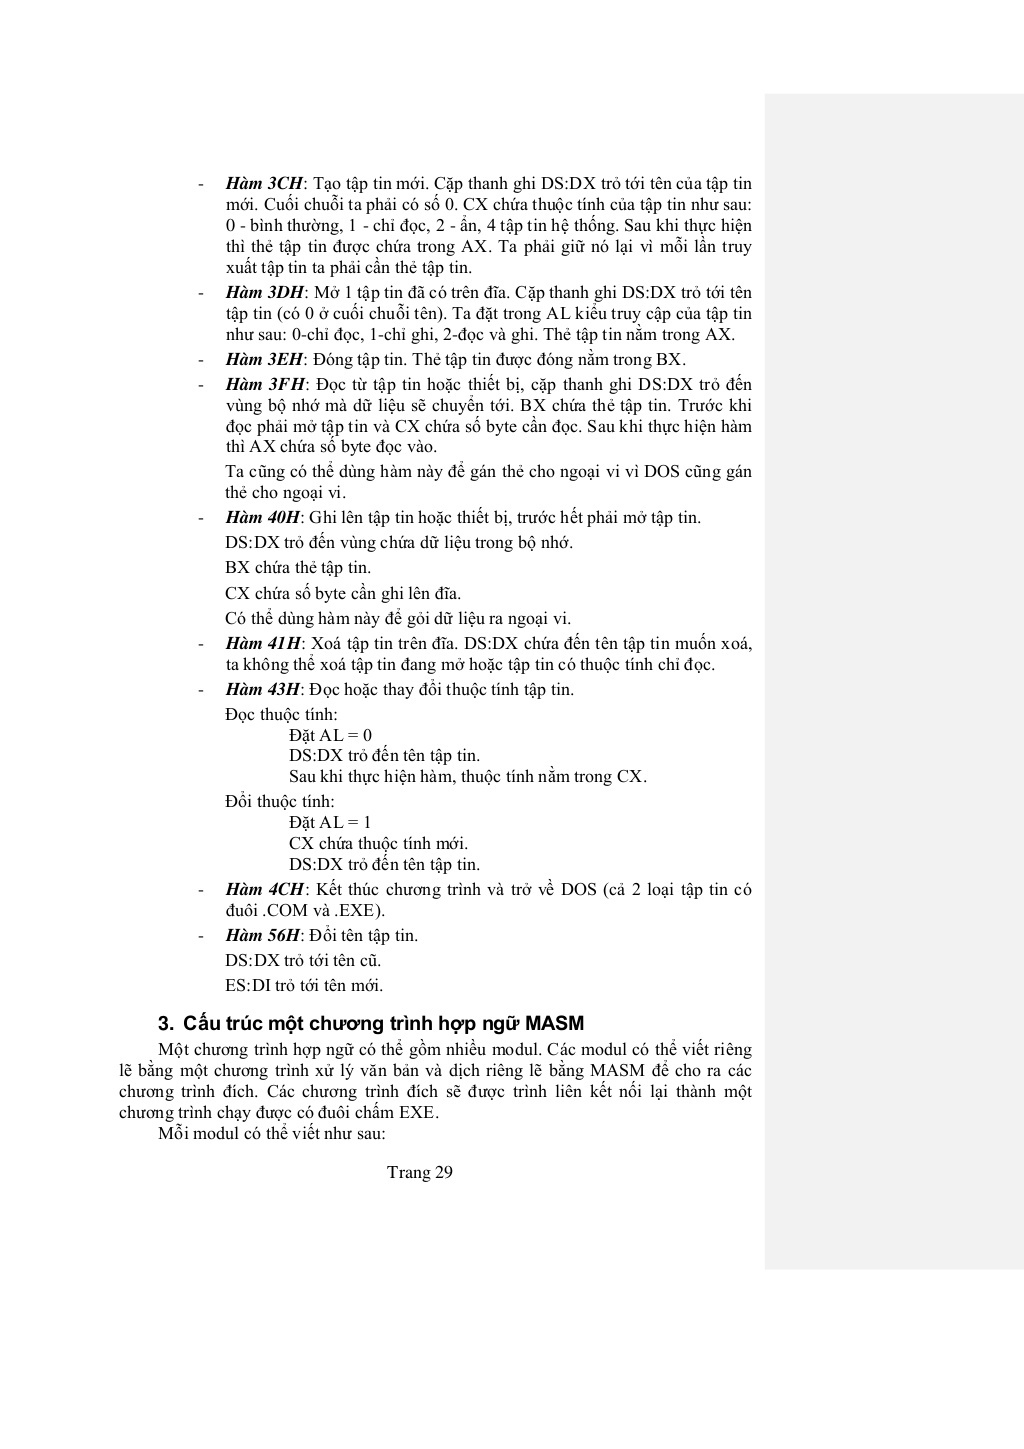 - Hàm 3CH: Tạo tập tin mới. Cặp thanh ghi DS:DX trỏ tới tên của tập tin
mới. Cuối chuỗi ta phải có số 0. CX chứa thuộc tính của tập tin như sau:
0 - bình thường, 1 - chỉ đọc, 2 - ẩn, 4 tập tin hệ thống. Sau khi thực hiện
thì thẻ tập tin được chứa trong AX. Ta phải giữ nó lại vì mỗi lần truy
xuất tập tin ta phải cần thẻ tập tin.
- Hàm 3DH: Mở 1 tập tin đã có trên đĩa. Cặp thanh ghi DS:DX trỏ tới tên
tập tin (có 0 ở cuối chuỗi tên). Ta đặt trong AL kiểu truy cập của tập tin
như sau: 0-chỉ đọc, 1-chỉ ghi, 2-đọc và ghi. Thẻ tập tin nằm trong AX.
- Hàm 3EH: Đóng tập tin. Thẻ tập tin được đóng nằm trong BX.
- Hàm 3FH: Đọc từ tập tin hoặc thiết bị, cặp thanh ghi DS:DX trỏ đến
vùng bộ nhớ mà dữ liệu sẽ chuyển tới. BX chứa thẻ tập tin. Trước khi
đọc phải mở tập tin và CX chứa số byte cần đọc. Sau khi thực hiện hàm
thì AX chứa số byte đọc vào.
Ta cũng có thể dùng hàm này để gán thẻ cho ngoại vi vì DOS cũng gán
thẻ cho ngoại vi.
- Hàm 40H: Ghi lên tập tin hoặc thiết bị, trước hết phải mở tập tin.
DS:DX trỏ đến vùng chứa dữ liệu trong bộ nhớ.
BX chứa thẻ tập tin.
CX chứa số byte cần ghi lên đĩa.
Có thể dùng hàm này để gỏi dữ liệu ra ngoại vi.
- Hàm 41H: Xoá tập tin trên đĩa. DS:DX chứa đến tên tập tin muốn xoá,
ta không thể xoá tập tin đang mở hoặc tập tin có thuộc tính chỉ đọc.
- Hàm 43H: Đọc hoặc thay đổi thuộc tính tập tin.
Đọc thuộc tính:
Đặt AL = 0
DS:DX trỏ đến tên tập tin.
Sau khi thực hiện hàm, thuộc tính nằm trong CX.
Đổi thuộc tính:
Đặt AL = 1
CX chứa thuộc tính mới.
DS:DX trỏ đến tên tập tin.
- Hàm 4CH: Kết thúc chương trình và trở về DOS (cả 2 loại tập tin có
đuôi .COM và .EXE).
- Hàm 56H: Đổi tên tập tin.
DS:DX trỏ tới tên cũ.
ES:DI trỏ tới tên mới.
3. Cấu trúc một chương trình hợp ngữ MASM
Một chương trình hợp ngữ có thể gồm nhiều modul. Các modul có thể viết riêng
lẽ bằng một chương trình xử lý văn bản và dịch riêng lẽ bằng MASM để cho ra các
chương trình đích. Các chương trình đích sẽ được trình liên kết nối lại thành một
chương trình chạy được có đuôi chấm EXE.
Mỗi modul có thể viết như sau:
Trang 29